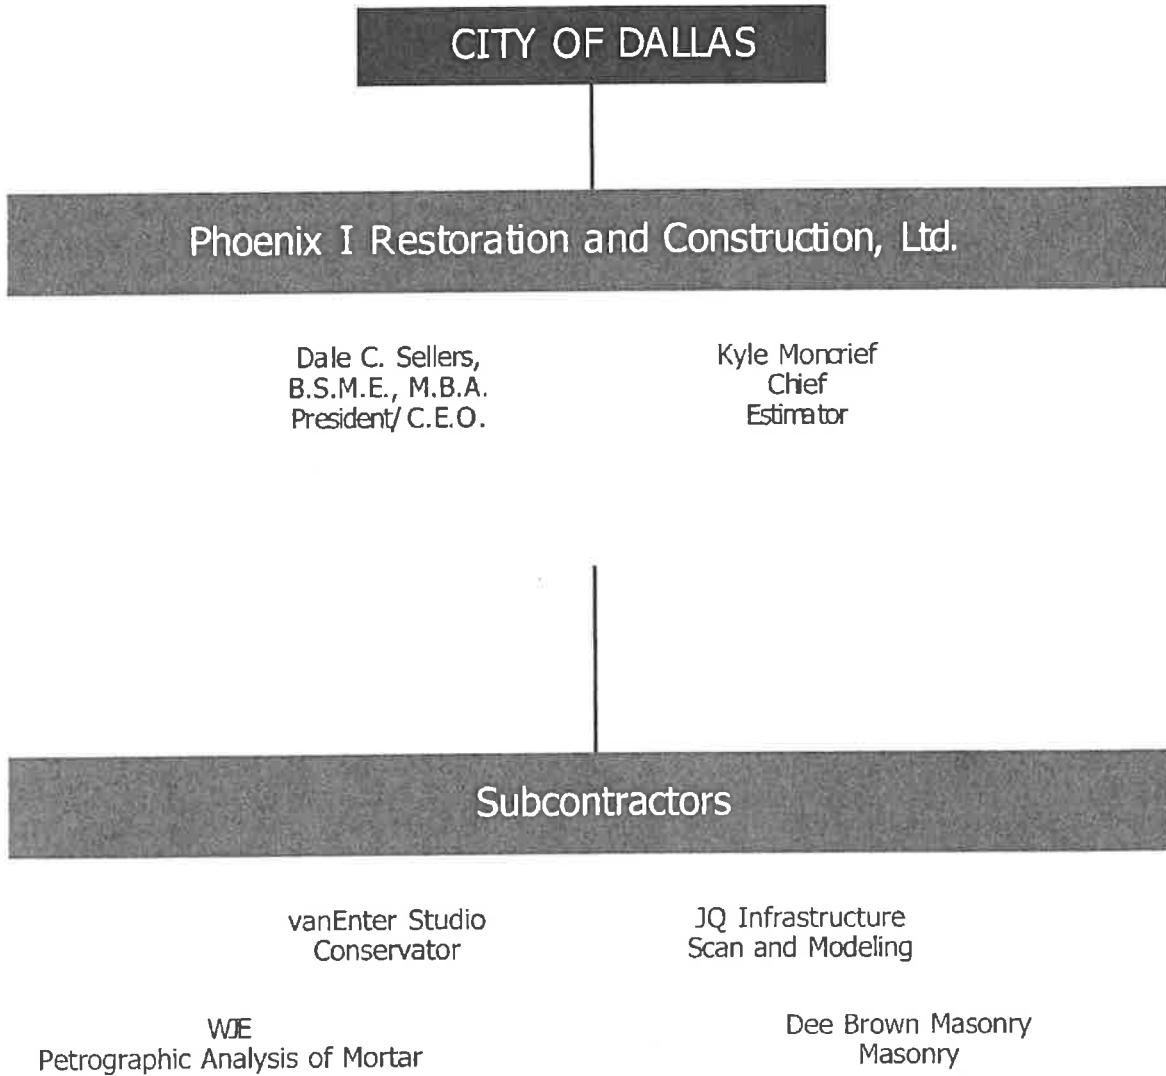 CITY OF DALLAS
Phoenix I Restoration and Construction, Ltd.
Dale C. Sellers,
B.S.M.E., M.B.A.
President/ C.E.O.
Kyle Moncrief
Chief
Estimator
Subcontractors
vanEnter Studio
Conservator
JQ Infrastructure
Scan and Modeling
WJE
Petrographic Analysis of Mortar
Dee Brown Masonry
Masonry